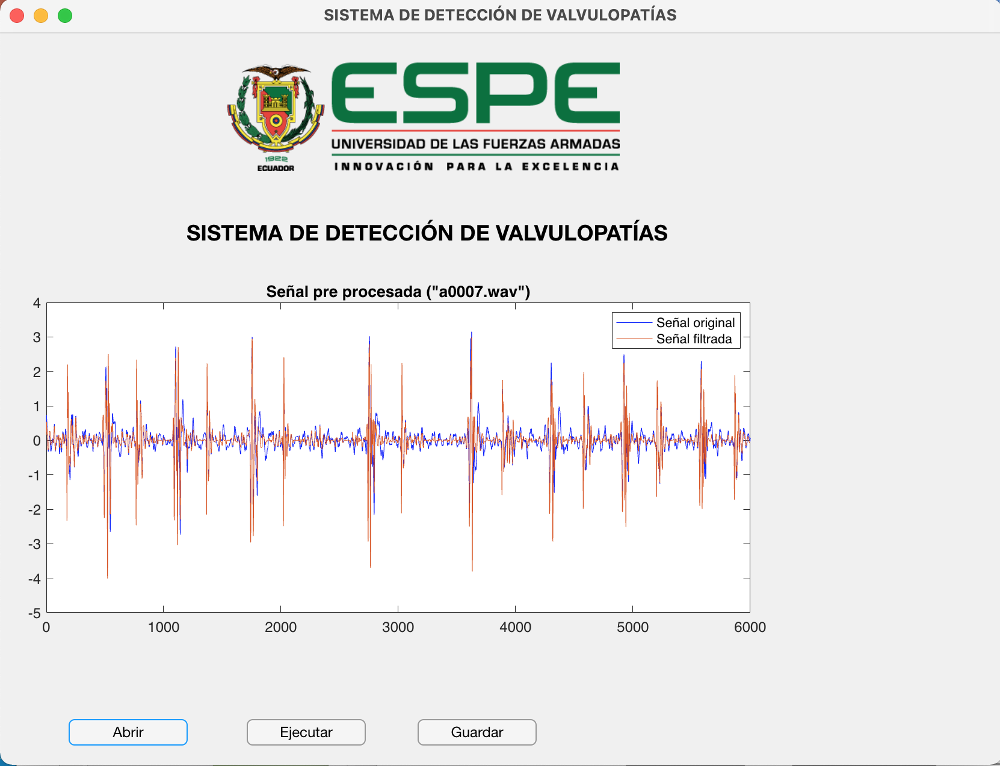 SISTEMA DE DETECCIÓN DE VALVULOPATÍAS
ESPE
UNIVERSIDAD DE LAS FUERZAS ARMADAS
INNOVACIÓN PARA LA EXCELENCIA
1922
ECUADOR
SISTEMA DE DETECCIÓN DE VALVULOPATÍAS
Señal pre procesada ("a0007.wav")
Señal original
Señal filtrada
4
3
2
1
0
-1
-2
-3
-4
-5
0 1000 2000 3000 4000 5000 6000
Abrir Ejecutar Guardar